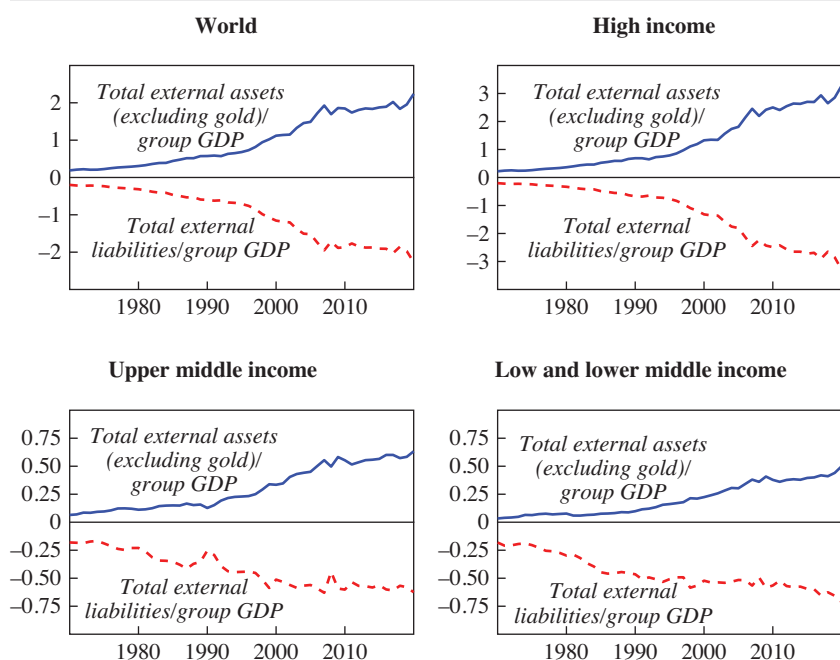 World
Total external assets
(excluding gold)/
group GDP
2
1
0
–1
–2
Total external
liabilities/group GDP
1980 1990 2000 2010
High income
Total external assets
(excluding gold)/
group GDP
3
2
1
0
–1
–2
–3
Total external
liabilities/group GDP
1980 1990 2000 2010
Upper middle income
Total external assets
(excluding gold)/
group GDP
0.75
0.50
0.25
0
–0.25
–0.50
–0.75
Total external
liabilities/group GDP
1980 1990 2000 2010
Low and lower middle income
Total external assets
(excluding gold)/
group GDP
0.75
0.50
0.25
0
–0.25
–0.50
–0.75
Total external
liabilities/group GDP
1980 1990 2000 2010